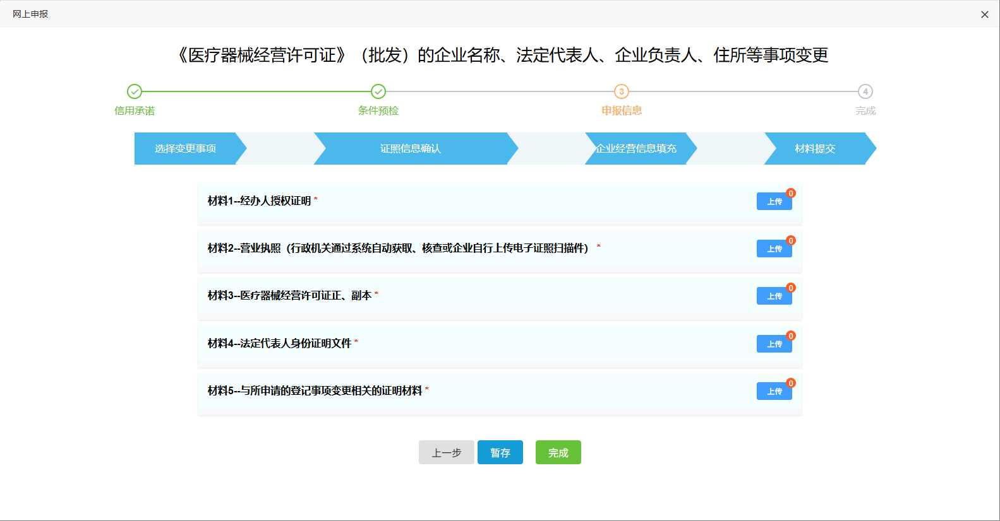 网上申报
《医疗器械经营许可证》（批发）的企业名称、法定代表人、企业负责人、住所等事项变更
3
4
信用承诺
条件预检
申报信息
完成
选择变更事项
证照信息确认
企业经营信息填充
材料提交
材料1--经办人授权证明 *
上传
0
材料2--营业执照（行政机关通过系统自动获取、核查或企业自行上传电子证照扫描件） *
上传
0
材料3--医疗器械经营许可证正、副本 *
上传
0
材料4--法定代表人身份证明文件 *
上传
0
材料5--与所申请的登记事项变更相关的证明材料 *
上传
0
上一步
暂存
完成